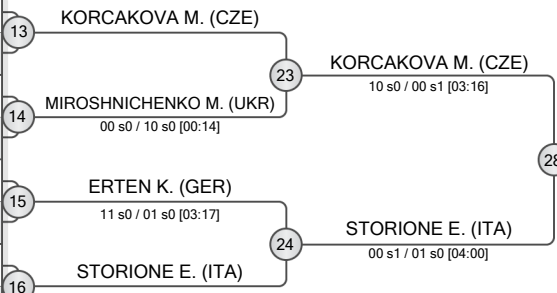 13
KORCAKOVA M. (CZE)
23
KORCAKOVA M. (CZE)
10 s0 / 00 s1 [03:16]
14
MIROSHNICHENKO M. (UKR)
00 s0 / 10 s0 [00:14]
28
15
ERTEN K. (GER)
11 s0 / 01 s0 [03:17]
24
STORIONE E. (ITA)
00 s1 / 01 s0 [04:00]
16
STORIONE E. (ITA)